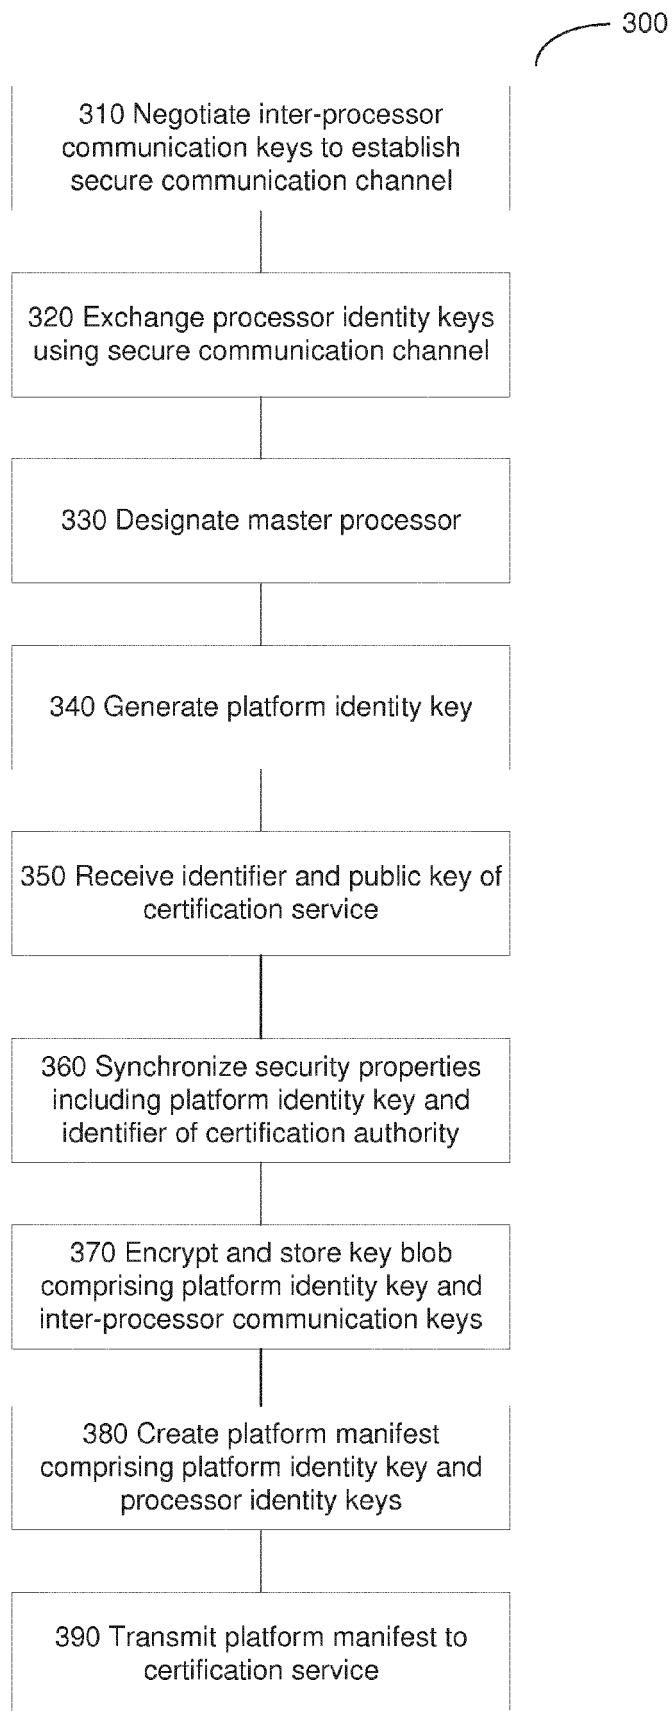 300
310 Negotiate inter-processor
communication keys to establish
secure communication channel
320 Exchange processor identity keys
using secure communication channel
330 Designate master processor
340 Generate platform identity key
350 Receive identifier and public key of
certification service
360 Synchronize security properties
including platform identity key and
identifier of certification authority
370 Encrypt and store key blob
comprising platform identity key and
inter-processor communication keys
380 Create platform manifest
comprising platform identity key and
processor identity keys
390 Transmit platform manifest to
certification service